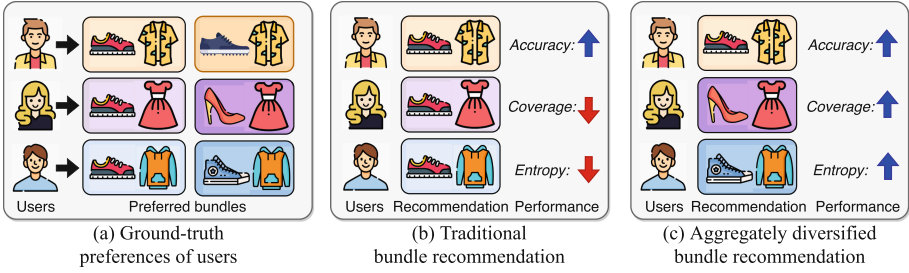 Users
Preferred bundles
(a) Ground-truth
preferences of users
Accuracy:
Coverage:
Entropy:
Users
Recommendation
Performance
(b) Traditional
bundle recommendation
Accuracy:
Coverage:
Entropy:
Users
Recommendation
Performance
(c) Aggregately diversified
bundle recommendation